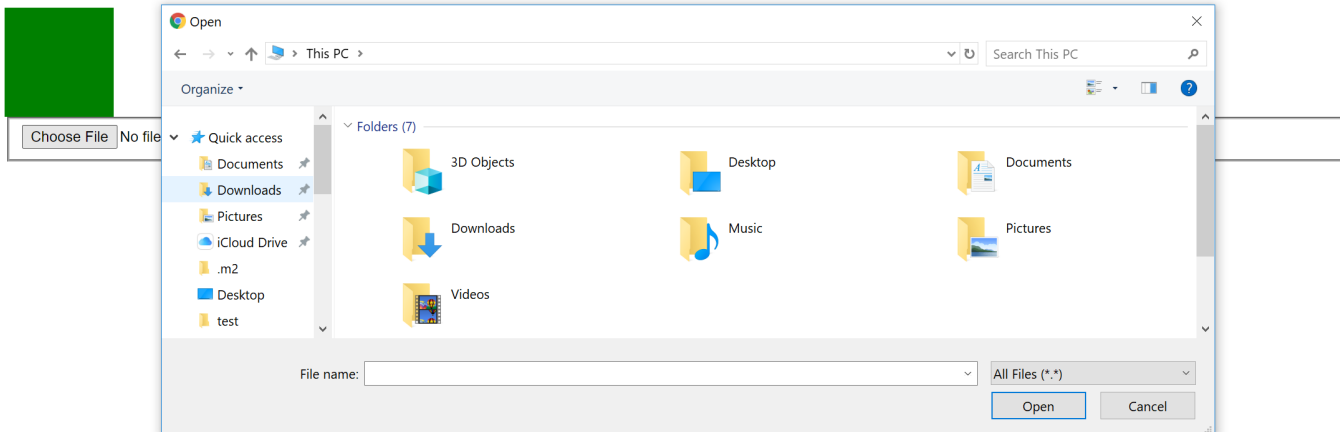 Open
This PC
Search This PC
Organize
?
Choose File No file
Quick access
Documents
Downloads
Pictures
iCloud Drive
.m2
Desktop
test
Folders (7)
3D Objects
Desktop
Documents
Downloads
Music
Pictures
Videos
File name:
All Files (*.*)
Open
Cancel